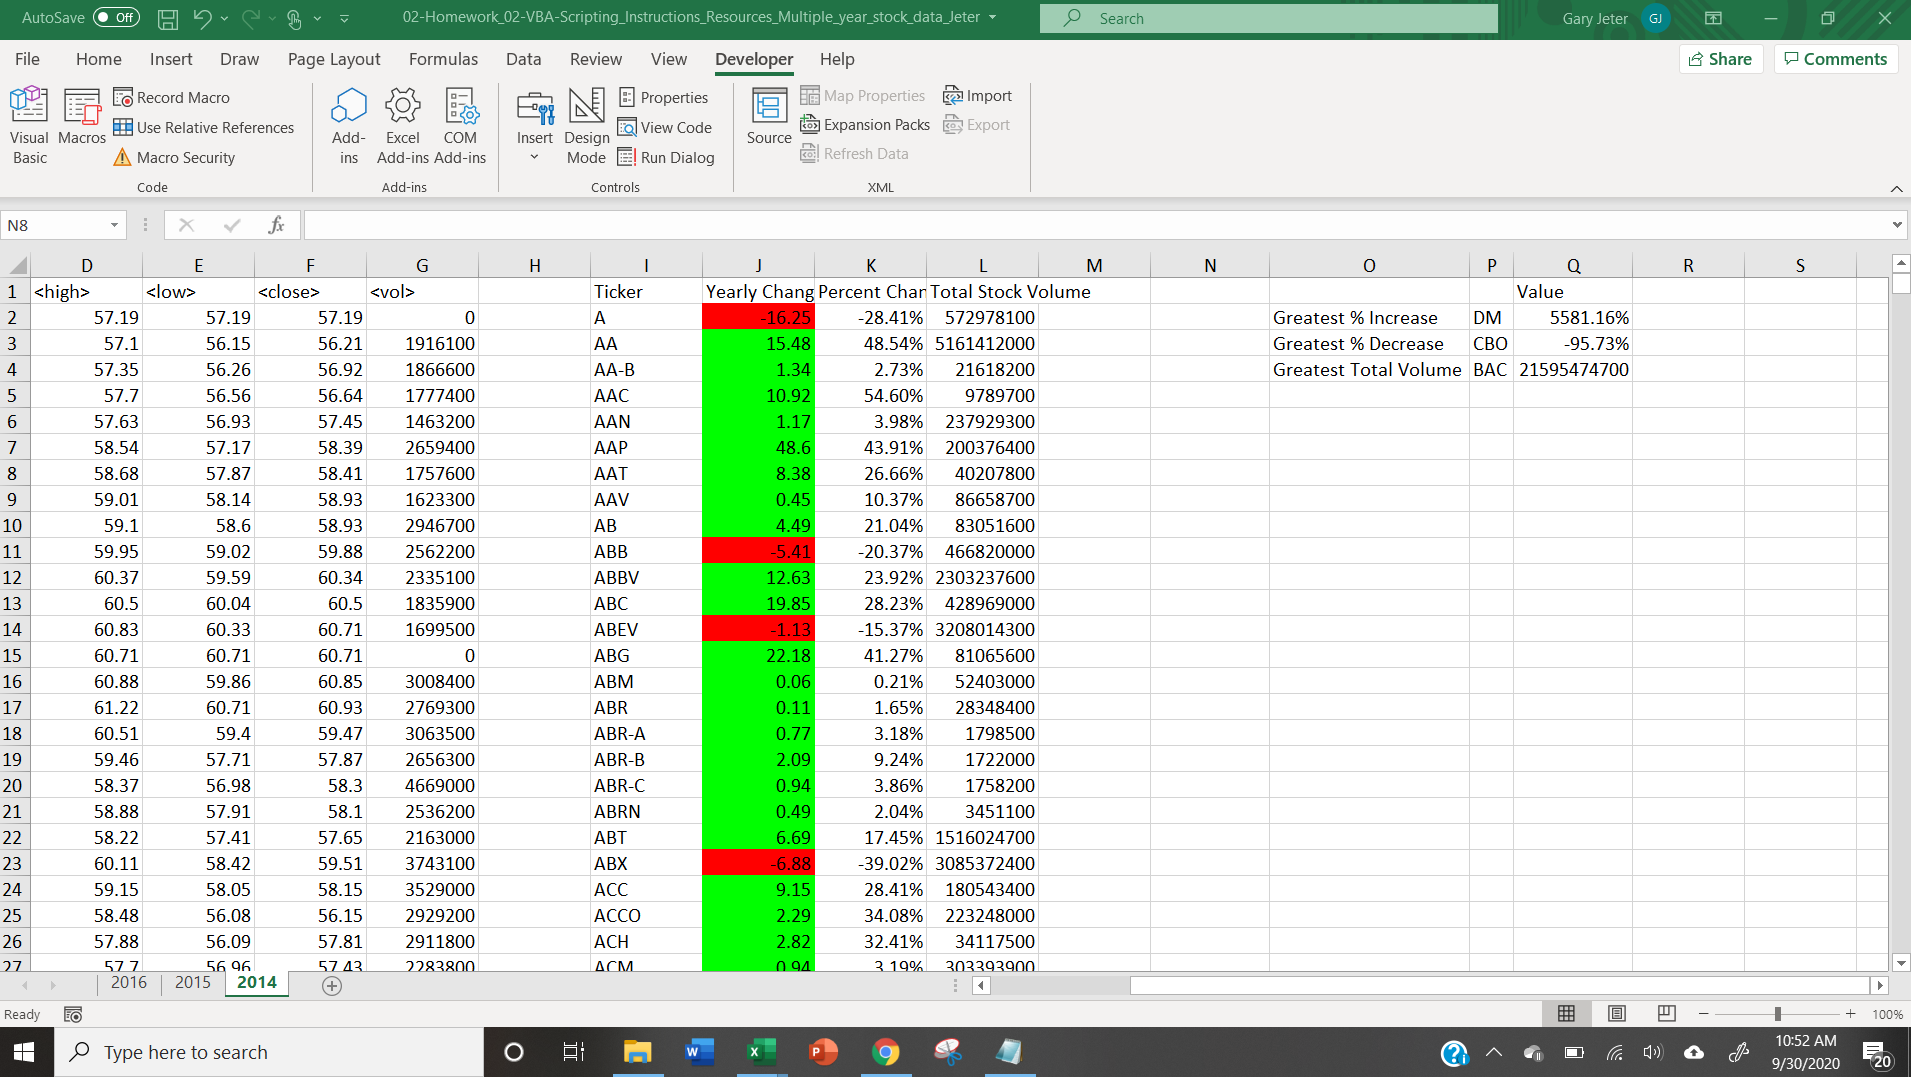 AutoSave Off 02-Homework_02-VBA-Scripting_Instructions_Resources_Multiple_year_stock_data_Jeter Search Gary Jeter GJ
File Home Insert Draw Page Layout Formulas Data Review View Developer Help Share Comments
Visual Basic Macros Record Macro Use Relative References Macro Security Code
Add-ins Excel Add-ins COM Add-ins Add-ins
Insert Design Mode Properties View Code Run Dialog Controls
Source Map Properties Expansion Packs Refresh Data Import Export XML
N8 fx
D E F G H I J K L M N O P Q R S
1 <high> <low> <close> <vol> Ticker Yearly Chang Percent Char Total Stock Volume Value
2 57.19 57.19 57.19 0 A -16.25 -28.41% 572978100 Greatest % Increase DM 5581.16%
3 57.1 56.15 56.21 1916100 AA 15.48 48.54% 5161412000 Greatest % Decrease CBO -95.73%
4 57.35 56.26 56.92 1866600 AA-B 1.34 2.73% 21618200 Greatest Total Volume BAC 21595474700
5 57.7 56.56 56.64 1777400 AAC 10.92 54.60% 9789700
6 57.63 56.93 57.45 1463200 AAN 1.17 3.98% 237929300
7 58.54 57.17 58.39 2659400 AAP 48.6 43.91% 200376400
8 58.68 57.87 58.41 1757600 AAT 8.38 26.66% 40207800
9 59.01 58.14 58.93 1623300 AAV 0.45 10.37% 86658700
10 59.1 58.6 58.93 2946700 AB 4.49 21.04% 83051600
11 59.95 59.02 59.88 2562200 ABB -5.41 -20.37% 466820000
12 60.37 59.59 60.34 2335100 ABBV 12.63 23.92% 2303237600
13 60.5 60.04 60.5 1835900 ABC 19.85 28.23% 428969000
14 60.83 60.33 60.71 1699500 ABEV -1.13 -15.37% 3208014300
15 60.71 60.71 60.71 0 ABG 22.18 41.27% 81065600
16 60.88 59.86 60.85 3008400 ABM 0.06 0.21% 52403000
17 61.22 60.71 60.93 2769300 ABR 0.11 1.65% 28348400
18 60.51 59.4 59.47 3063500 ABR-A 0.77 3.18% 1798500
19 59.46 57.71 57.87 2656300 ABR-B 2.09 9.24% 1722000
20 58.37 56.98 58.3 4669000 ABR-C 0.94 3.86% 1758200
21 58.88 57.91 58.1 2536200 ABRN 0.49 2.04% 3451100
22 58.22 57.41 57.65 2163000 ABT 6.69 17.45% 1516024700
23 60.11 58.42 59.51 3743100 ABX -6.88 -39.02% 3085372400
24 59.15 58.05 58.15 3529000 ACC 9.15 28.41% 180543400
25 58.48 56.08 56.15 2929200 ACCO 2.29 34.08% 223248000
26 57.88 56.09 57.81 2911800 ACH 2.82 32.41% 34117500
27 57.7 56.96 57.43 2283800 ACM 0.94 3.19% 303393900
2016 2015 2014
Ready 100%
Type here to search 10:52 AM
9/30/2020 20